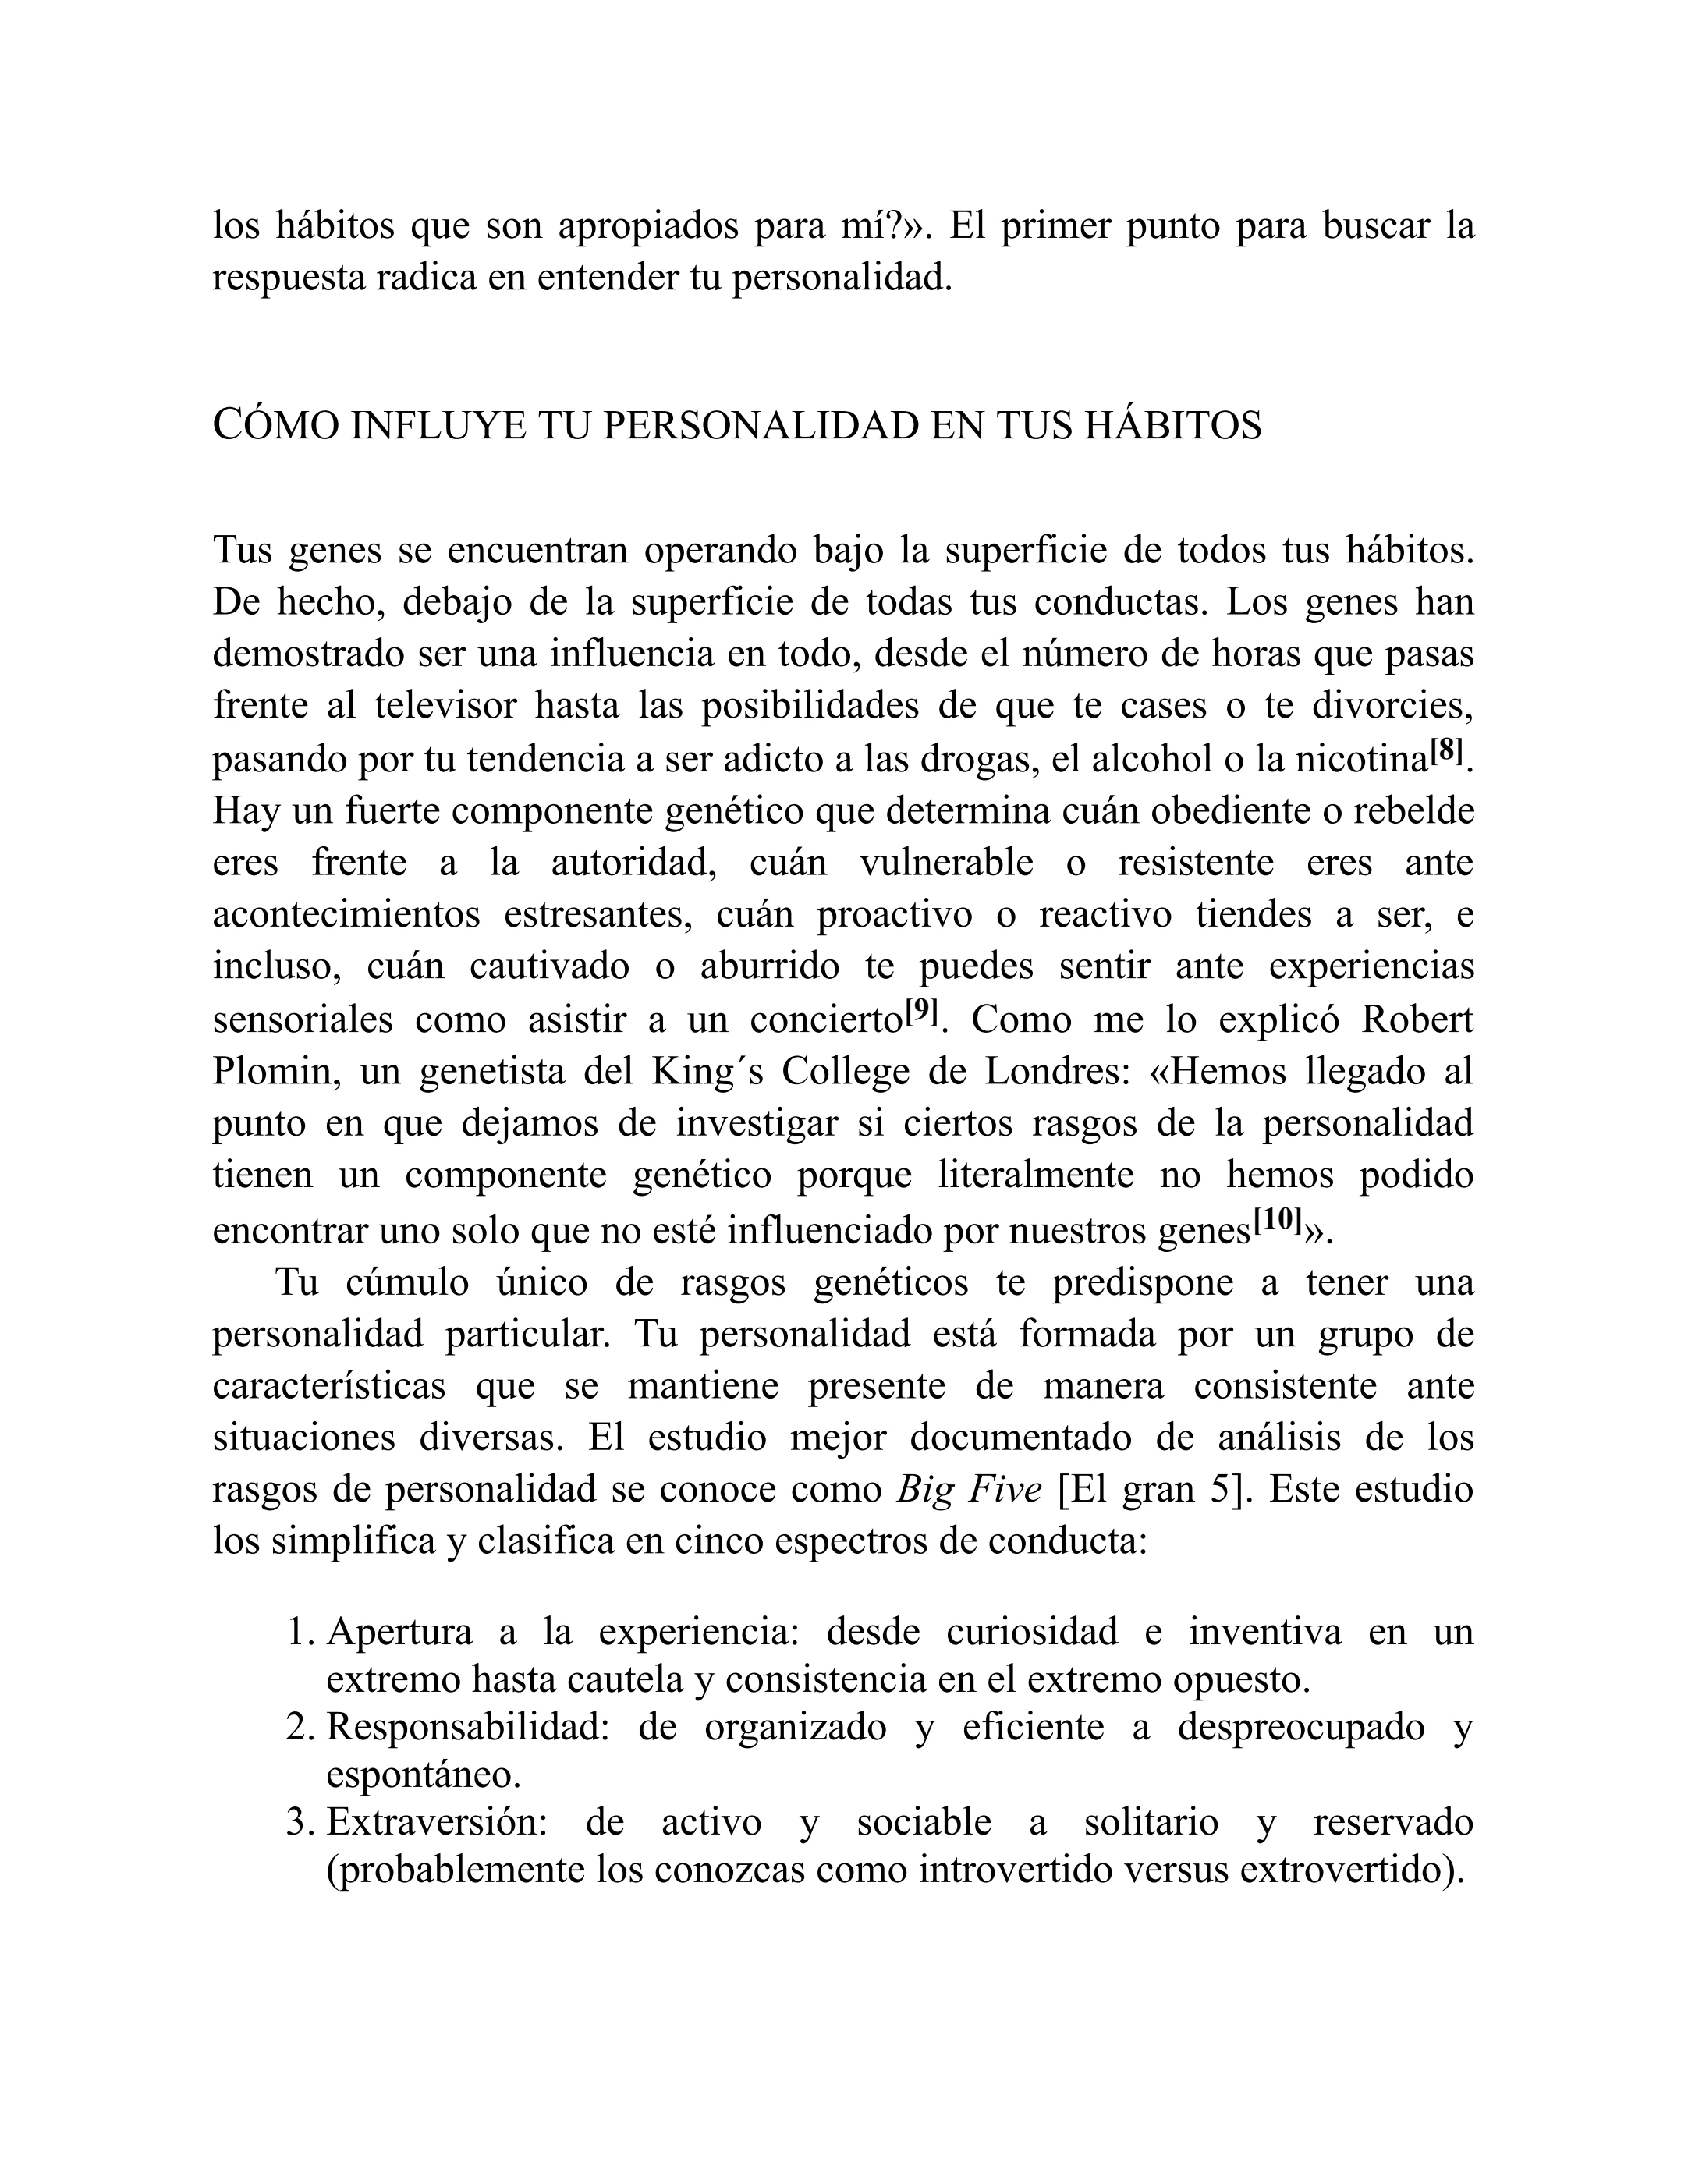 los hábitos que son apropiados para mí?». El primer punto para buscar la
respuesta radica en entender tu personalidad.
CÓMO INFLUYE TU PERSONALIDAD EN TUS HÁBITOS
Tus genes se encuentran operando bajo la superficie de todos tus hábitos.
De hecho, debajo de la superficie de todas tus conductas. Los genes han
demostrado ser una influencia en todo, desde el número de horas que pasas
frente al televisor hasta las posibilidades de que te cases o te divorcies,
pasando por tu tendencia a ser adicto a las drogas, el alcohol o la nicotina[8].
Hay un fuerte componente genético que determina cuán obediente o rebelde
eres frente a la autoridad, cuán vulnerable o resistente eres ante
acontecimientos estresantes, cuán proactivo o reactivo tiendes a ser, e
incluso, cuán cautivado o aburrido te puedes sentir ante experiencias
sensoriales como asistir a un concierto[9]. Como me lo explicó Robert
Plomin, un genetista del King´s College de Londres: «Hemos llegado al
punto en que dejamos de investigar si ciertos rasgos de la personalidad
tienen un componente genético porque literalmente no hemos podido
encontrar uno solo que no esté influenciado por nuestros genes[10]».
Tu cúmulo único de rasgos genéticos te predispone a tener una
personalidad particular. Tu personalidad está formada por un grupo de
características que se mantiene presente de manera consistente ante
situaciones diversas. El estudio mejor documentado de análisis de los
rasgos de personalidad se conoce como Big Five [El gran 5]. Este estudio
los simplifica y clasifica en cinco espectros de conducta:
1. Apertura a la experiencia: desde curiosidad e inventiva en un
extremo hasta cautela y consistencia en el extremo opuesto.
2. Responsabilidad: de organizado y eficiente a despreocupado y
espontáneo.
3. Extraversión: de activo y sociable a solitario y reservado
(probablemente los conozcas como introvertido versus extrovertido).